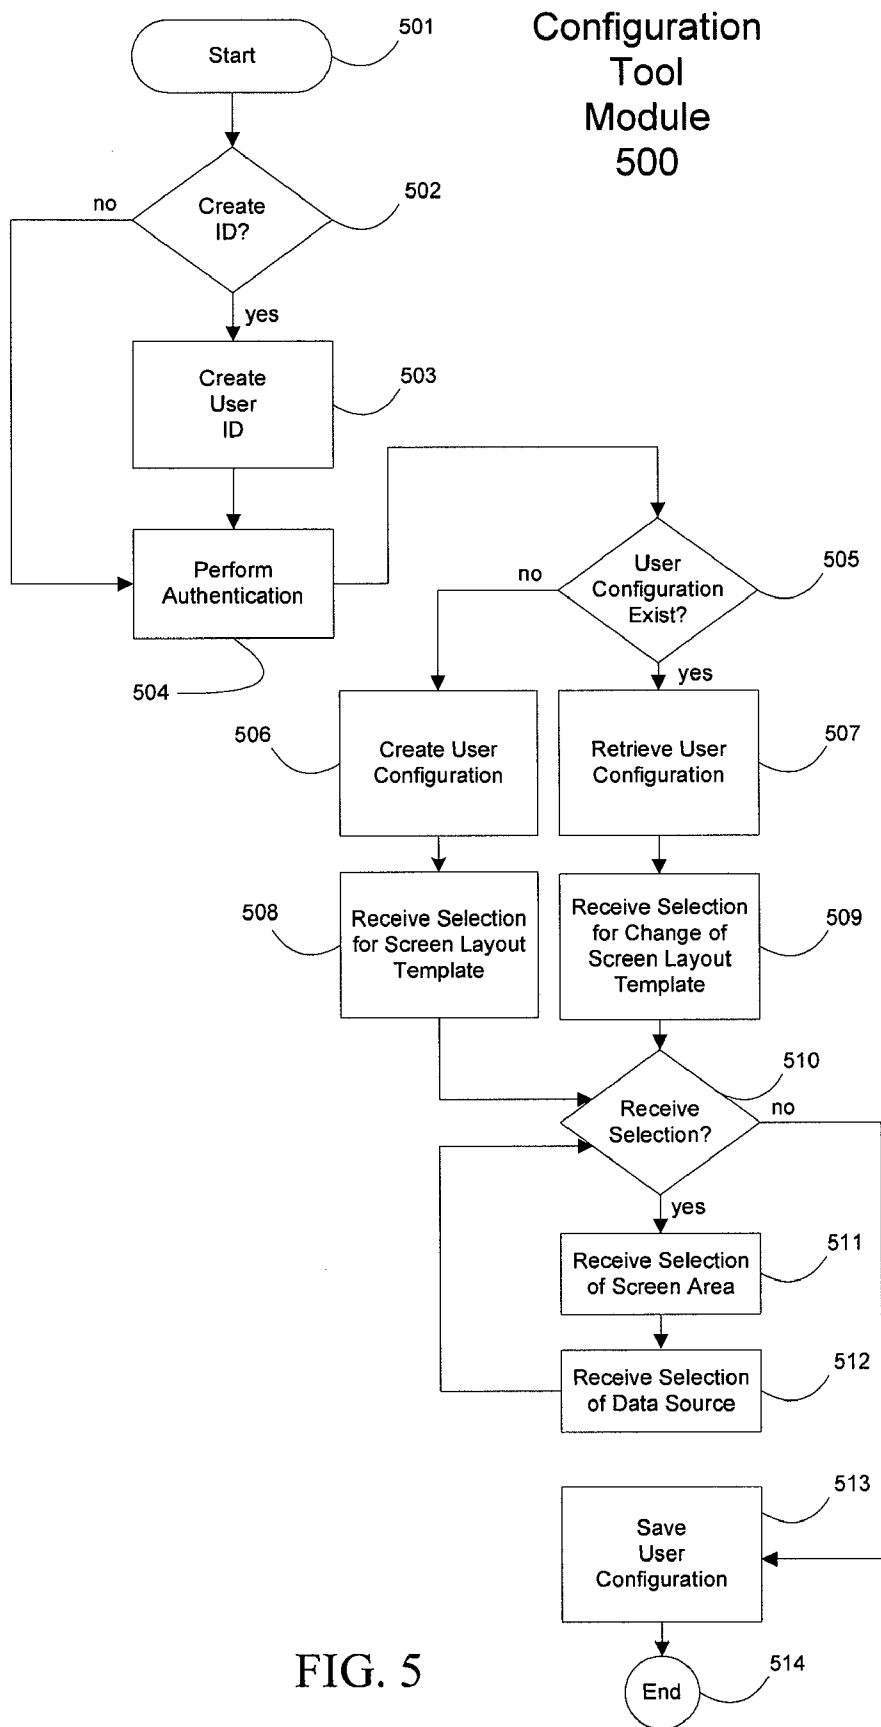 Configuration
Tool
Module
500
Start
501
Create
ID?
502
no
yes
Create
User
ID
503
Perform
Authentication
504
User
Configuration
Exist?
505
no
yes
Create User
Configuration
506
Retrieve User
Configuration
507
Receive Selection
for Screen Layout
Template
508
Receive Selection
for Change of
Screen Layout
Template
509
Receive
Selection?
510
no
yes
Receive Selection
of Screen Area
511
Receive Selection
of Data Source
512
Save
User
Configuration
513
End
514
FIG. 5